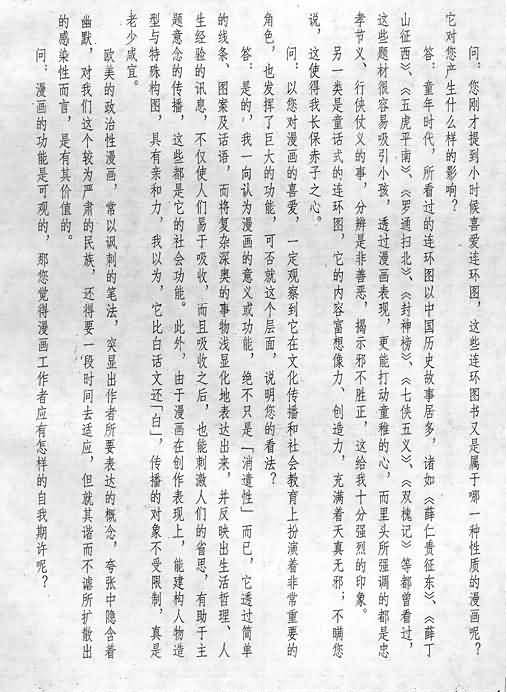 问：您刚才提到小时候喜爱连环图，这些连环图书又是属于哪一种性质的漫画呢？
它对您产生什么样的影响？
答：童年时代，所看过的连环图以中国历史故事居多，诸如《薛仁贵征东》、《薛丁
山征西》、《五虎平南》、《罗通扫北》、《封神榜》、《七侠五义》、《双槐记》等都曾看过，
这些题材很容易吸引小孩，透过漫画表现，更能打动童稚的心，而里头所强调的都是忠
孝节义、行侠仗义的事，分辨是非善恶，揭示邪不胜正，这给我十分强烈的印象。
另一类是童话式的连环图，它的内容富想像力、创造力，充满着天真无邪；不瞒您
说，这使得我长保赤子之心。
问：以您对漫画的喜爱，一定观察到它在文化传播和社会教育上扮演着非常重要的
角色，也发挥了巨大的功能，可否就这个层面，说明您的看法？
答：是的，我一向认为漫画的意义或功能，绝不只是「消遣性」而已，它透过简单
的线条、图案及话语，而将复杂深奥的事物浅显化地表达出来，并反映出生活哲理、人
生经验的讯息，不仅使人们易于吸收，而且吸收之后，也能刺激人们的省思，有助于主
题意念的传播，这些都是它的社会功能。此外，由于漫画在创作表现上，能建构人物造
型与特殊构图，具有亲和力，我以为，它比白话文还「白」，传播的对象不受限制，真是
老少咸宜。
欧美的政治性漫画，常以讽刺的笔法，突显出作者所要表达的概念，夸张中隐含着
幽默，对我们这个较为严肃的民族，还得要一段时间去适应，但就其谐而不谑所扩散出
的感染性而言，是有其价值的。
问：漫画的功能是可观的，那您觉得漫画工作者应有怎样的自我期许呢？